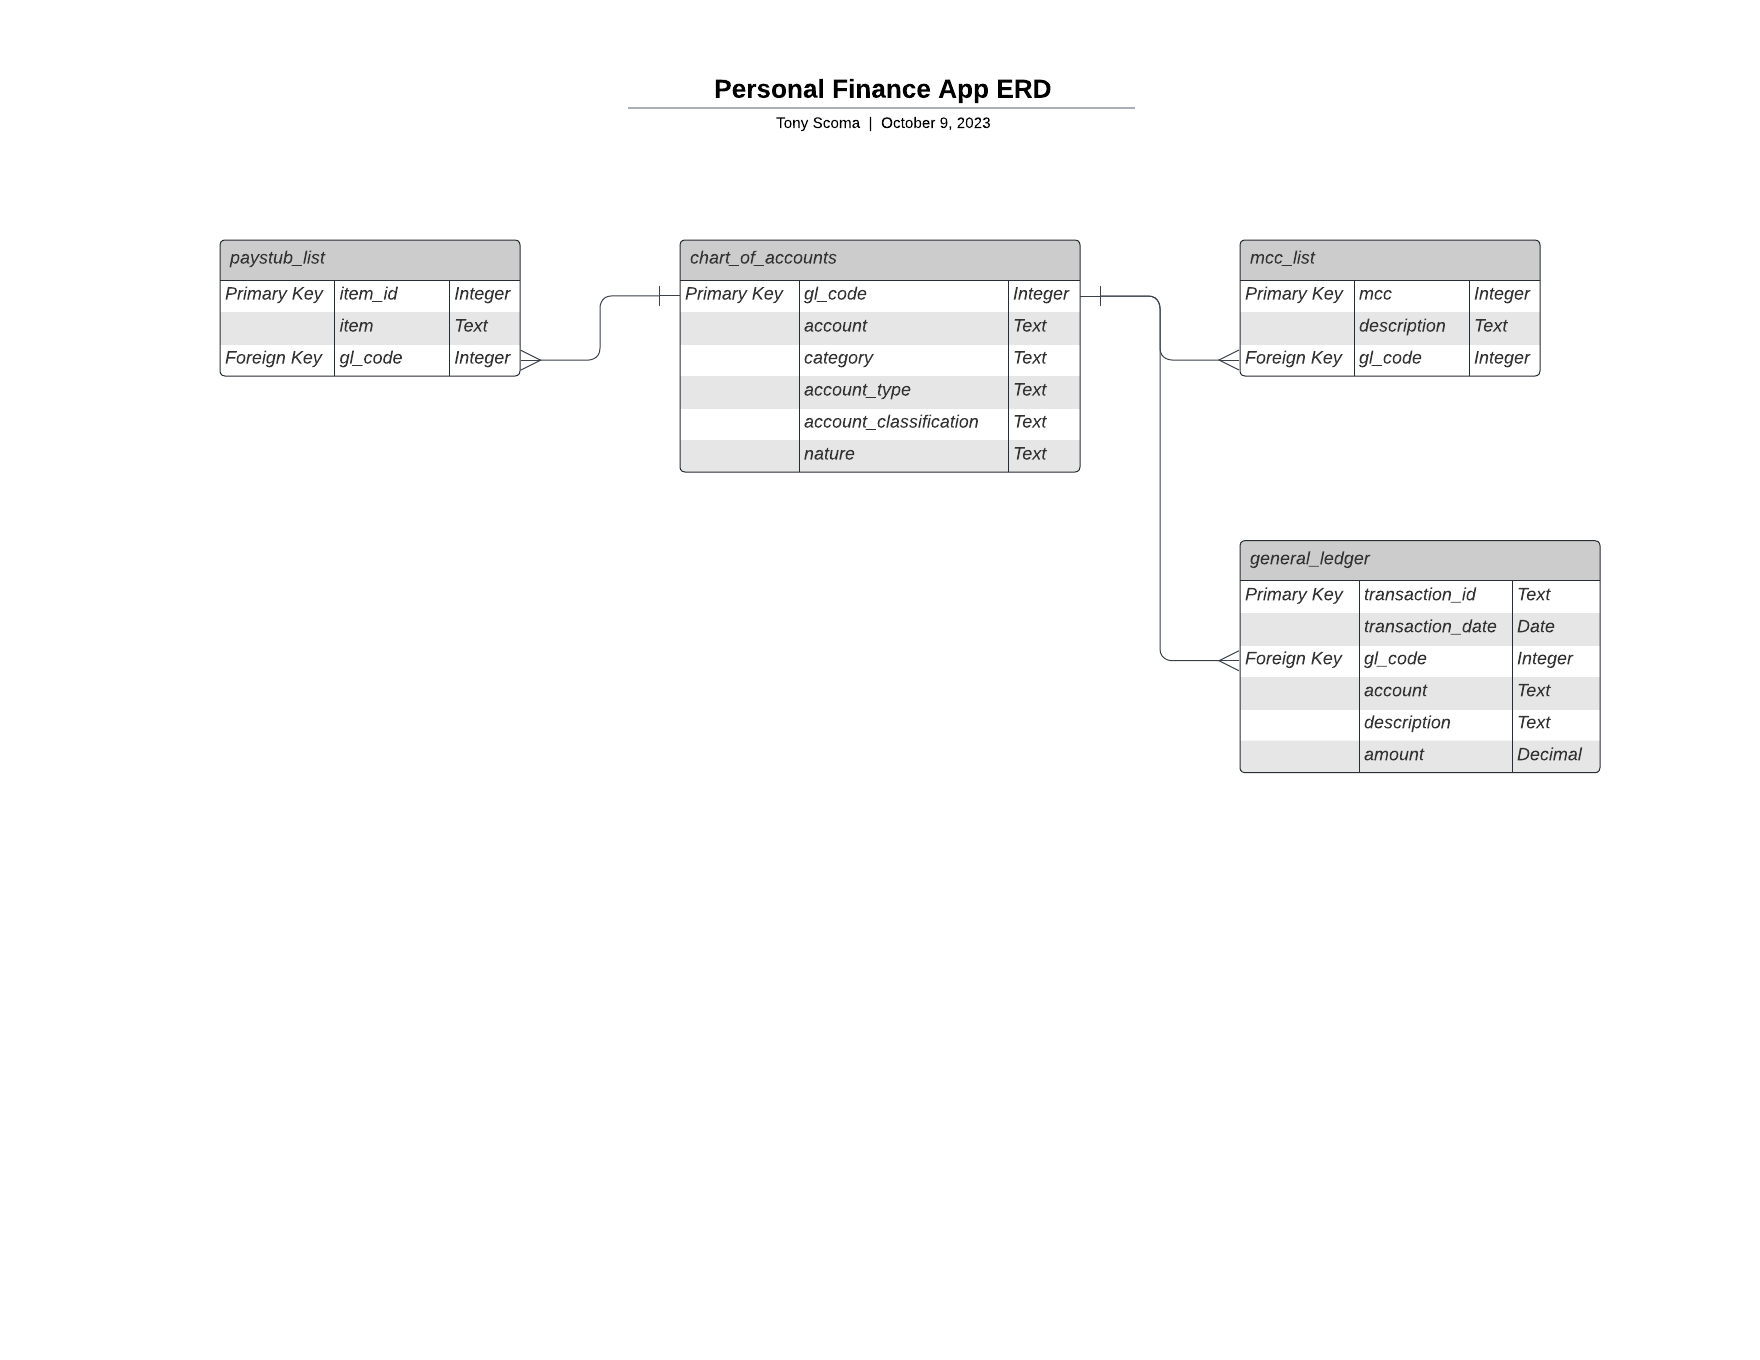 Personal Finance App ERD
Tony Scoma | October 9, 2023
paystub_list
Primary Key item_id Integer
item Text
Foreign Key gl_code Integer
chart_of_accounts
Primary Key gl_code Integer
account Text
category Text
account_type Text
account_classification Text
nature Text
mcc_list
Primary Key mcc Integer
description Text
Foreign Key gl_code Integer
general_ledger
Primary Key transaction_id Text
transaction_date Date
Foreign Key gl_code Integer
account Text
description Text
amount Decimal